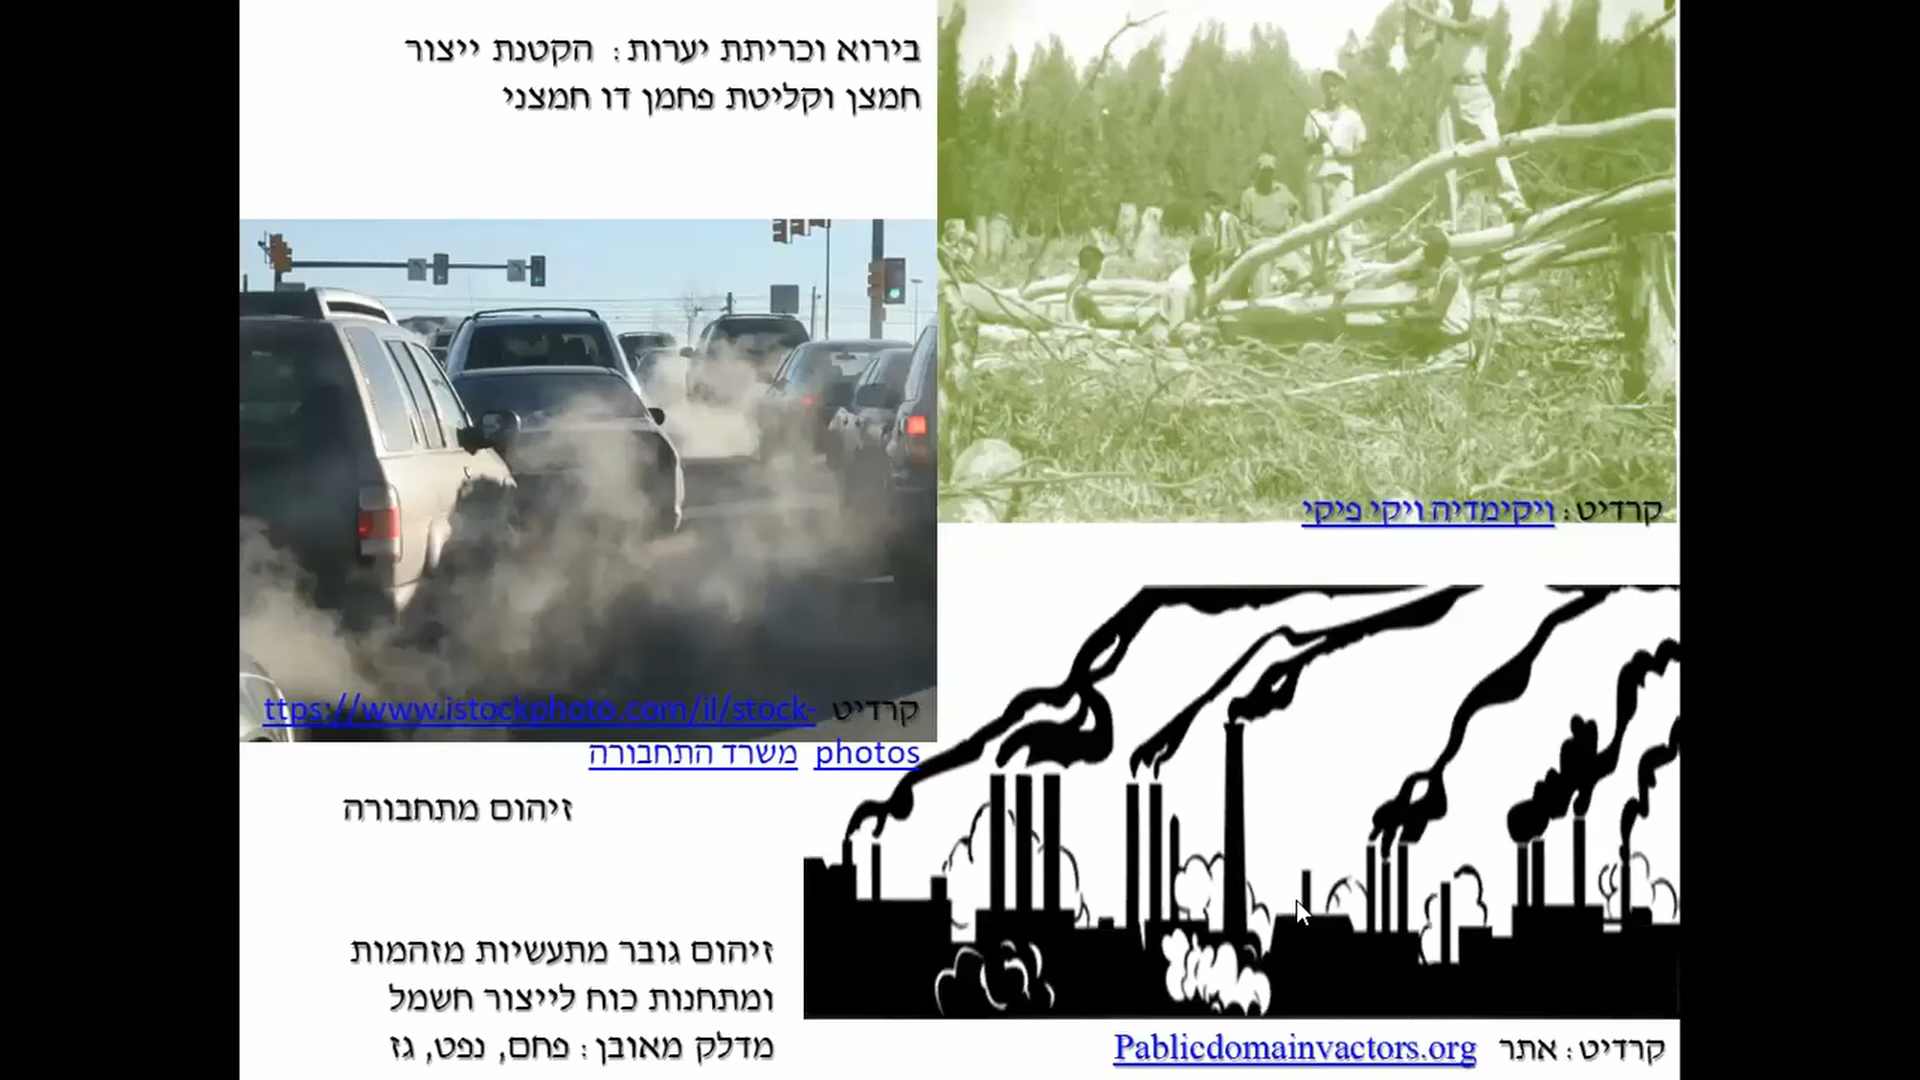 בירוא וכריתת יערות : הקטנת ייצור
חמצן וקליטת פחמן דו חמצני
קרדיט : ויקימדיה ויקי פיקי
קרדיט ttps://www.istockphoto.com/il/stock-
photos משרד התחבורה
זיהום מתחבורה
זיהום גובר מתעשיות מזהמות
ומתחנות כוח לייצור חשמל
מדלק מאובן : פחם, נפט, גז
קרדיט : אתר Pablicdomainvactors.org